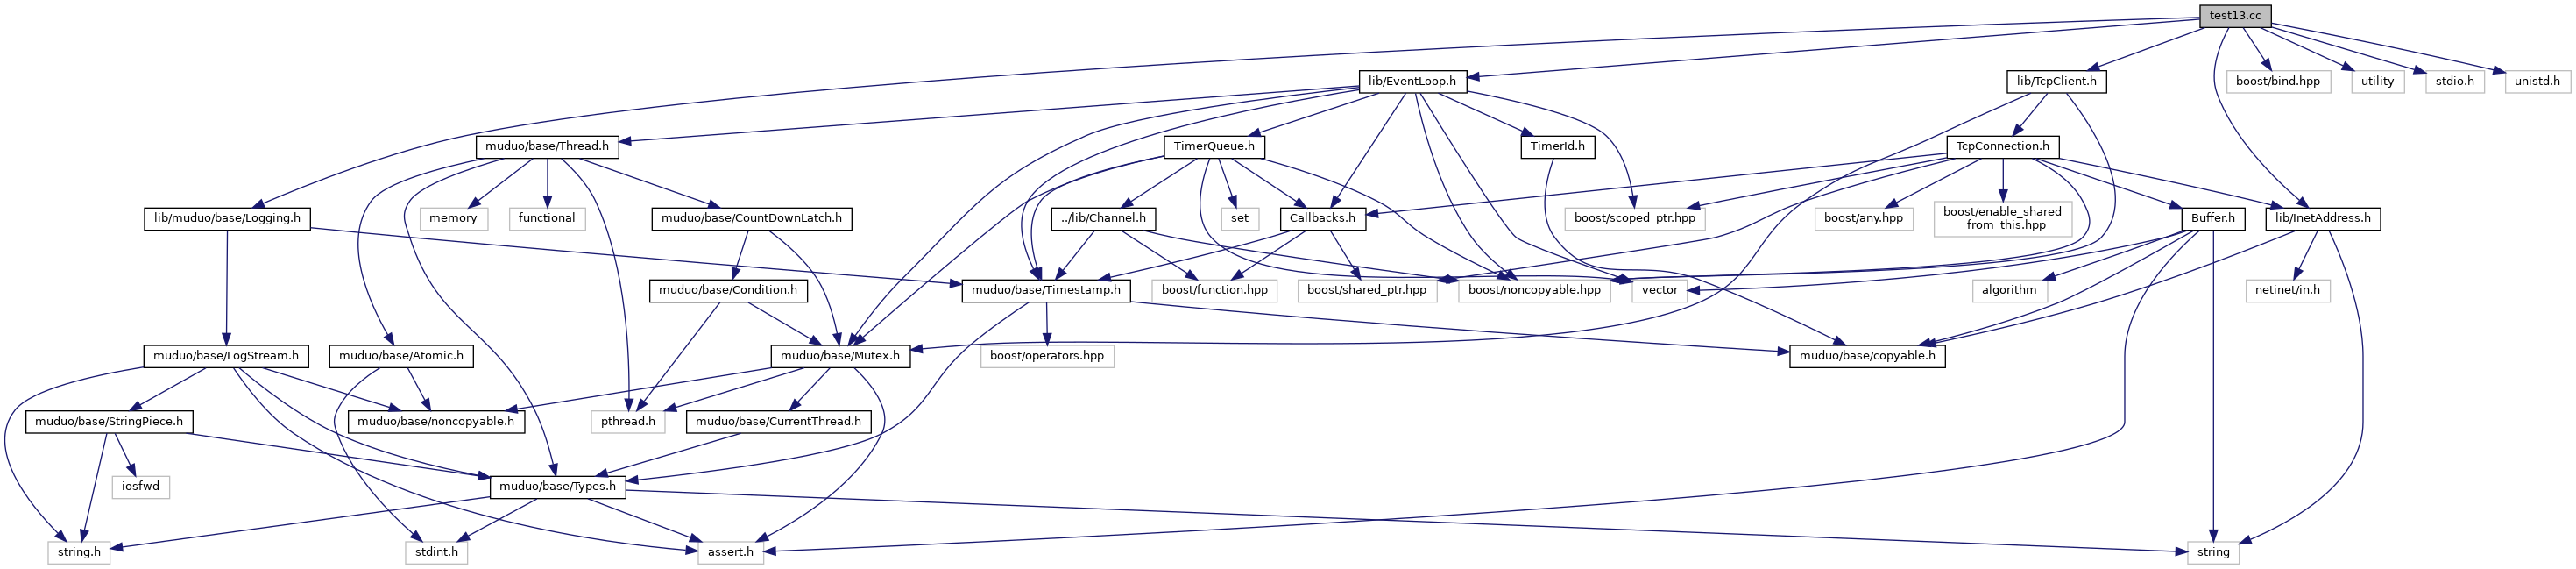 test13.cc
lib/EventLoop.h
lib/TcpClient.h
boost/bind.hpp
utility
stdio.h
unistd.h
muduo/base/Thread.h
TimerQueue.h
TimerId.h
TcpConnection.h
lib/muduo/base/Logging.h
memory
functional
muduo/base/CountDownLatch.h
../lib/Channel.h
set
Callbacks.h
boost/scoped_ptr.hpp
boost/any.hpp
boost/enable_shared
_from_this.hpp
Buffer.h
lib/InetAddress.h
muduo/base/Condition.h
muduo/base/Timestamp.h
boost/function.hpp
boost/shared_ptr.hpp
boost/noncopyable.hpp
vector
algorithm
netinet/in.h
muduo/base/LogStream.h
muduo/base/Atomic.h
muduo/base/Mutex.h
boost/operators.hpp
muduo/base/copyable.h
muduo/base/StringPiece.h
muduo/base/noncopyable.h
pthread.h
muduo/base/CurrentThread.h
iosfwd
muduo/base/Types.h
string.h
stdint.h
assert.h
string